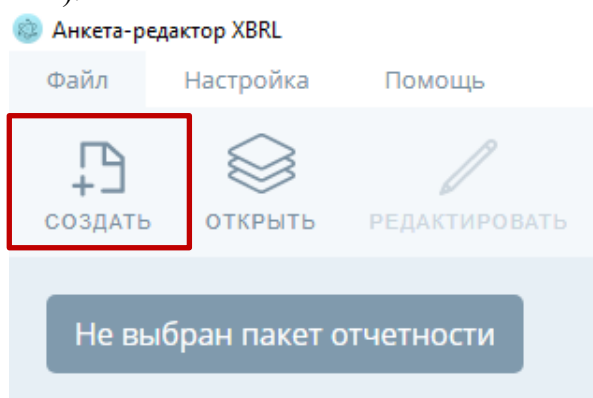 Анкета-редактор XBRL
Файл Настройка Помощь
СОЗДАТЬ ОТКРЫТЬ РЕДАКТИРОВАТЬ
Не выбран пакет отчетности